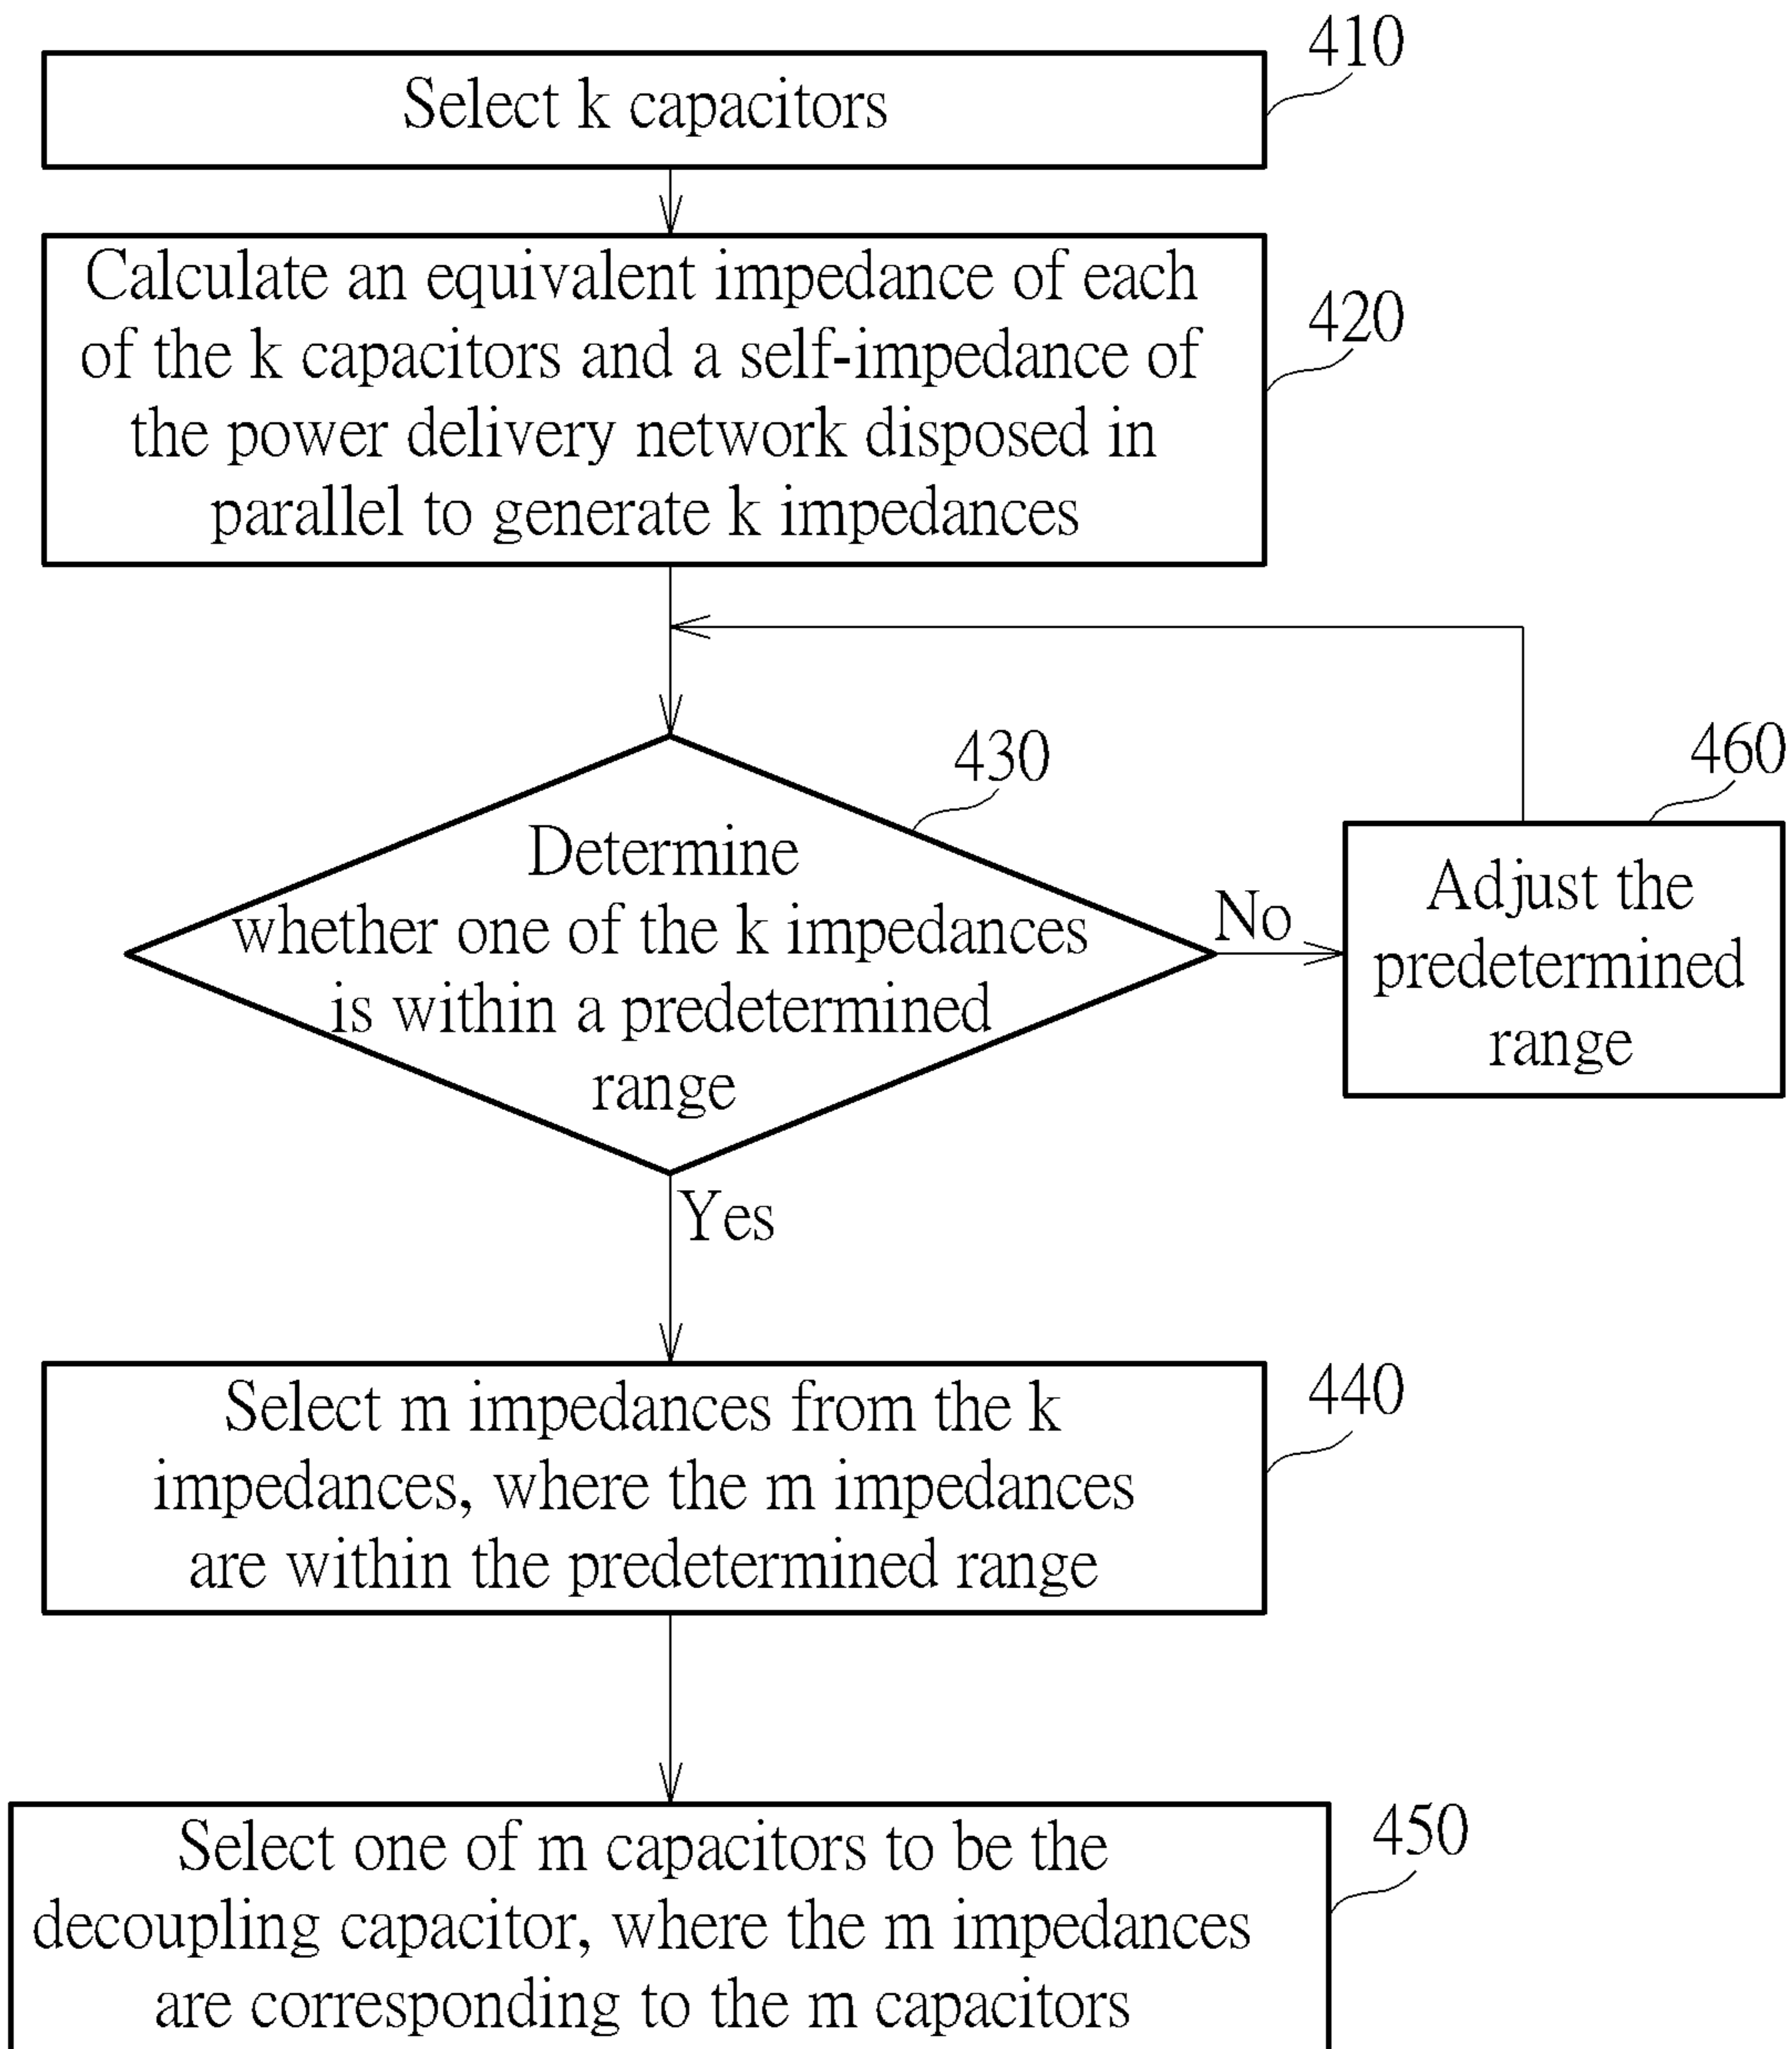 410
Select k capacitors
Calculate an equivalent impedance of each
of the k capacitors and a self-impedance of
the power delivery network disposed in
parallel to generate k impedances
420
430
Determine
whether one of the k impedances
is within a predetermined
range
No
460
Adjust the
predetermined
range
Yes
Select m impedances from the k
impedances, where the m impedances
are within the predetermined range
440
Select one of m capacitors to be the
decoupling capacitor, where the m impedances
are corresponding to the m capacitors
450